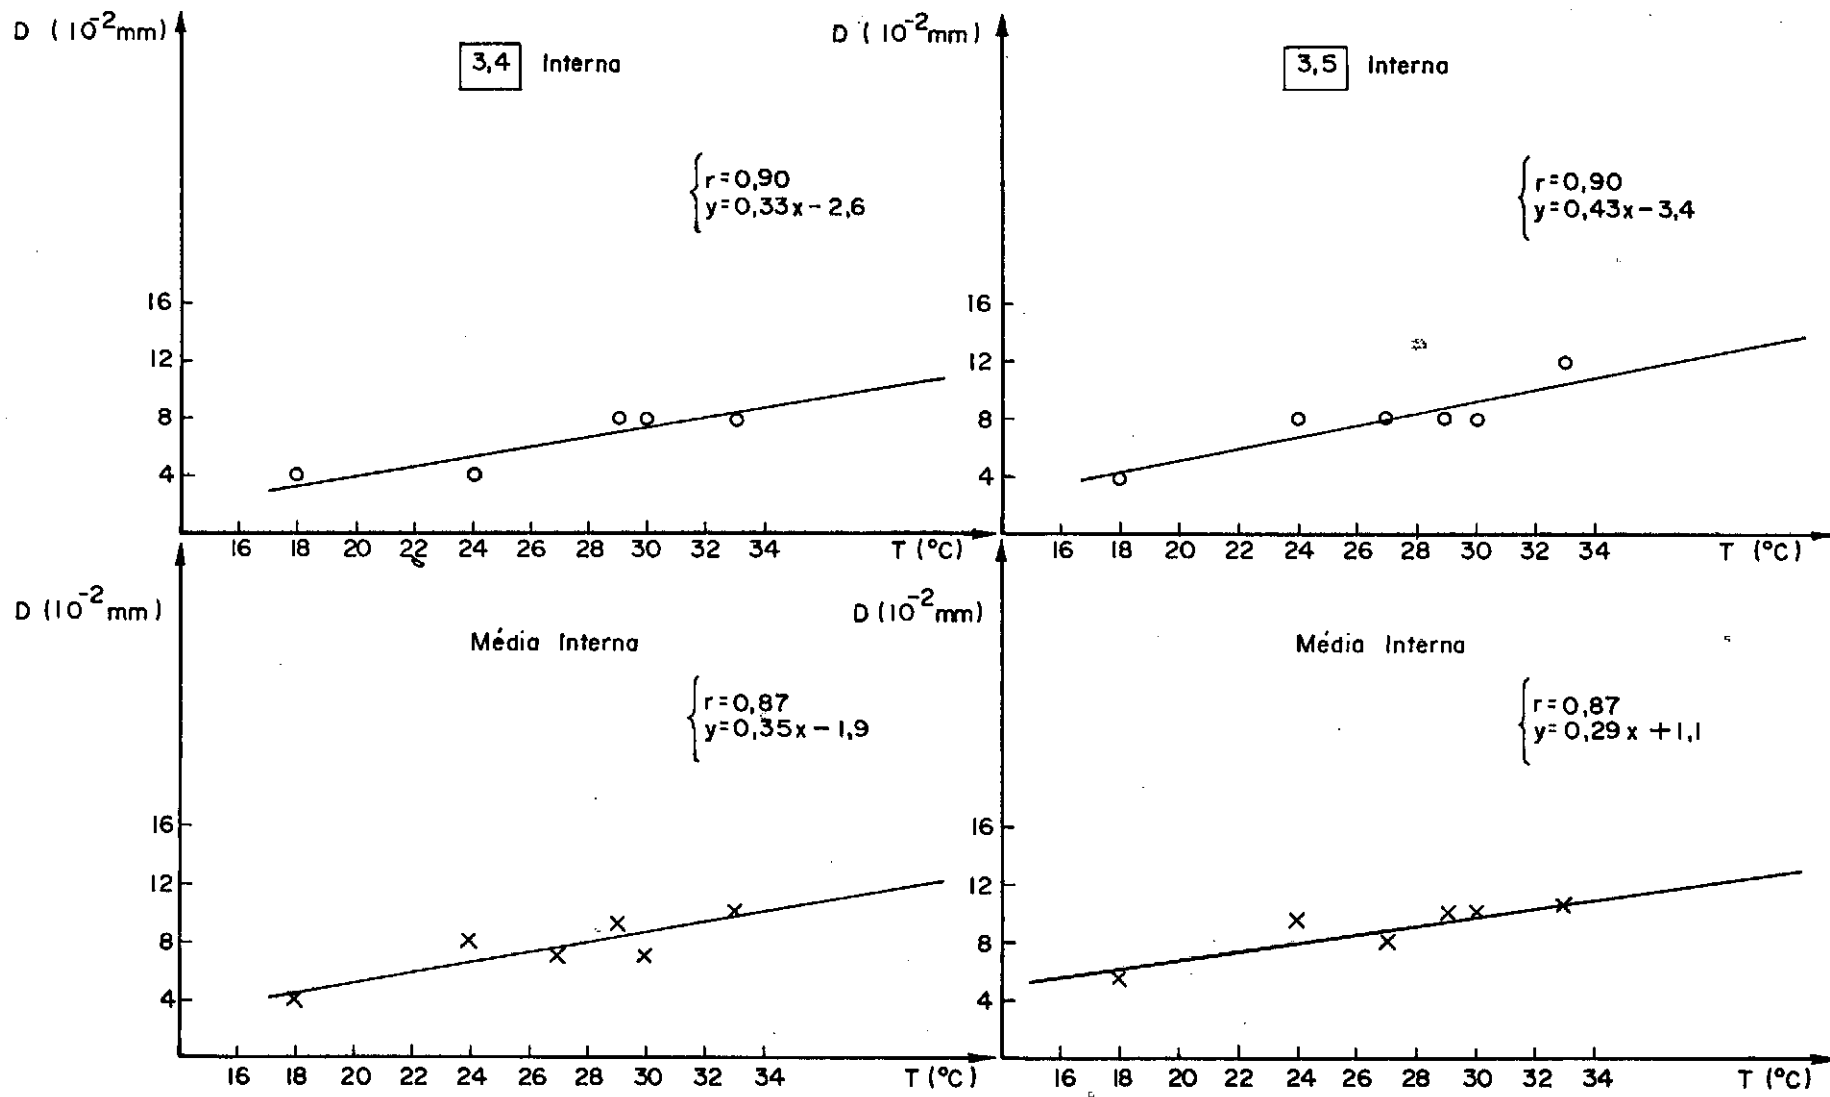 D (10⁻²mm)
3,4 Interna
r=0,90
y=0,33x-2,6
16
12
8
4
16 18 20 22 24 26 28 30 32 34 T (°C)
D (10⁻²mm)
3,5 Interna
r=0,90
y=0,43x-3,4
16
12
8
4
18 20 22 24 26 28 30 32 34 T (°C)
D (10⁻²mm)
Média Interna
r=0,87
y=0,35x-1,9
16
12
8
4
16 18 20 22 24 26 28 30 32 34 T (°C)
D (10⁻²mm)
Média Interna
r=0,87
y=0,29x+1,1
16
12
8
4
16 18 20 22 24 26 28 30 32 34 T (°C)